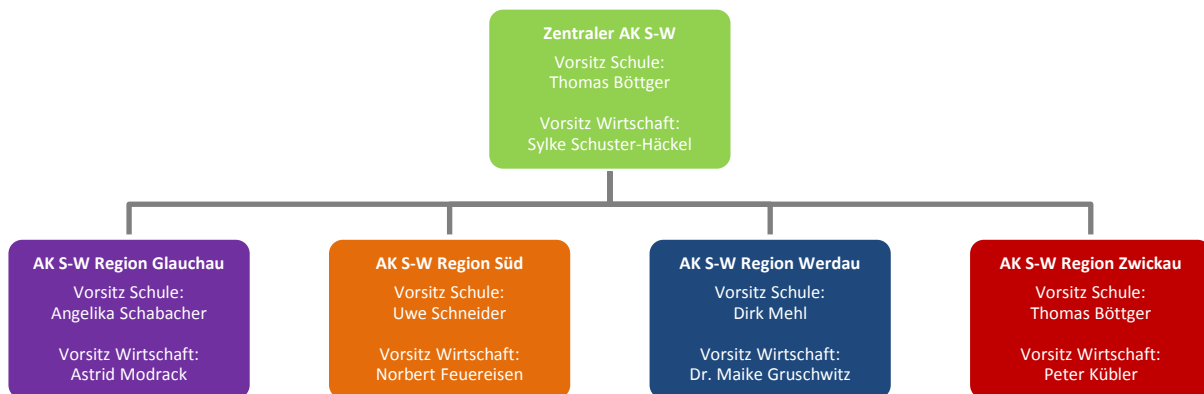 Zentraler AK S-W
Vorsitz Schule:
Thomas Böttger
Vorsitz Wirtschaft:
Sylke Schuster-Häckel
AK S-W Region Glauchau
Vorsitz Schule:
Angelika Schabacher
Vorsitz Wirtschaft:
Astrid Modrack
AK S-W Region Süd
Vorsitz Schule:
Uwe Schneider
Vorsitz Wirtschaft:
Norbert Feuereisen
AK S-W Region Werdau
Vorsitz Schule:
Dirk Mehl
Vorsitz Wirtschaft:
Dr. Maike Gruschwitz
AK S-W Region Zwickau
Vorsitz Schule:
Thomas Böttger
Vorsitz Wirtschaft:
Peter Kübler